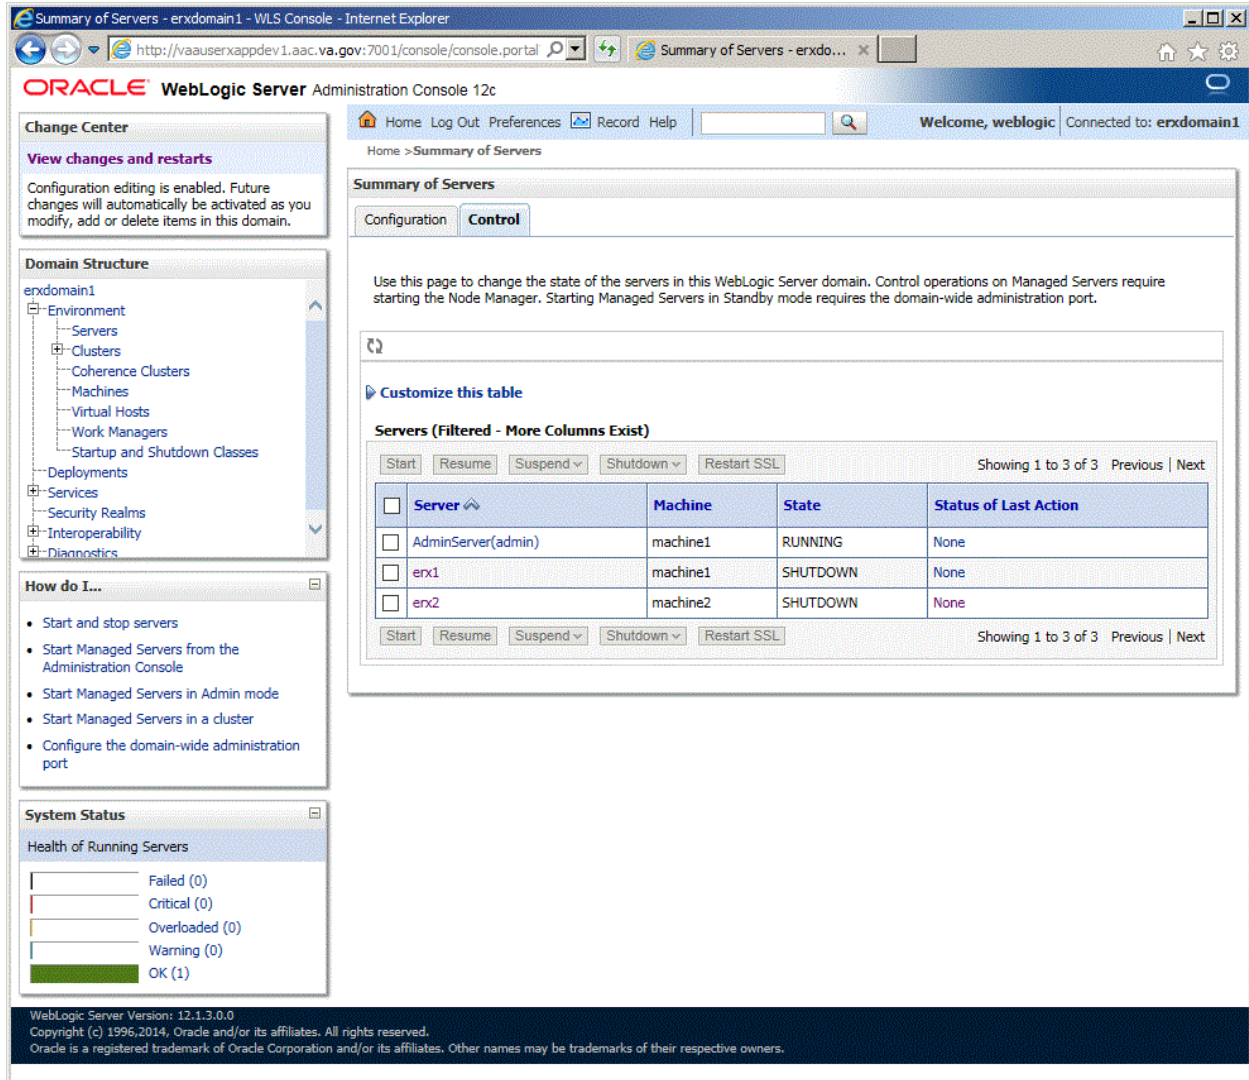 Summary of Servers - erxdomain1 - WLS Console - Internet Explorer
http://vaauserxappdev1.aac.va.gov:7001/console/console.portal
Summary of Servers - erxdo...
ORACLE WebLogic Server Administration Console 12c
Change Center
View changes and restarts
Configuration editing is enabled. Future
changes will automatically be activated as you
modify, add or delete items in this domain.
Domain Structure
erxdomain1
Environment
Servers
Clusters
Coherence Clusters
Machines
Virtual Hosts
Work Managers
Startup and Shutdown Classes
Deployments
Services
Security Realms
Interoperability
Diagnostics
How do I...
Start and stop servers
Start Managed Servers from the
Administration Console
Start Managed Servers in Admin mode
Start Managed Servers in a cluster
Configure the domain-wide administration
port
System Status
Health of Running Servers
Failed (0)
Critical (0)
Overloaded (0)
Warning (0)
OK (1)
Home Log Out Preferences Record Help
Welcome, weblogic Connected to: erxdomain1
Home >Summary of Servers
Summary of Servers
Configuration Control
Use this page to change the state of the servers in this WebLogic Server domain. Control operations on Managed Servers require
starting the Node Manager. Starting Managed Servers in Standby mode requires the domain-wide administration port.
Customize this table
Servers (Filtered - More Columns Exist)
Start Resume Suspend Shutdown Restart SSL Showing 1 to 3 of 3 Previous | Next
Server Machine State Status of Last Action
AdminServer(admin) machine1 RUNNING None
erx1 machine1 SHUTDOWN None
erx2 machine2 SHUTDOWN None
Start Resume Suspend Shutdown Restart SSL Showing 1 to 3 of 3 Previous | Next
WebLogic Server Version: 12.1.3.0.0
Copyright (c) 1996,2014, Oracle and/or its affiliates. All rights reserved.
Oracle is a registered trademark of Oracle Corporation and/or its affiliates. Other names may be trademarks of their respective owners.